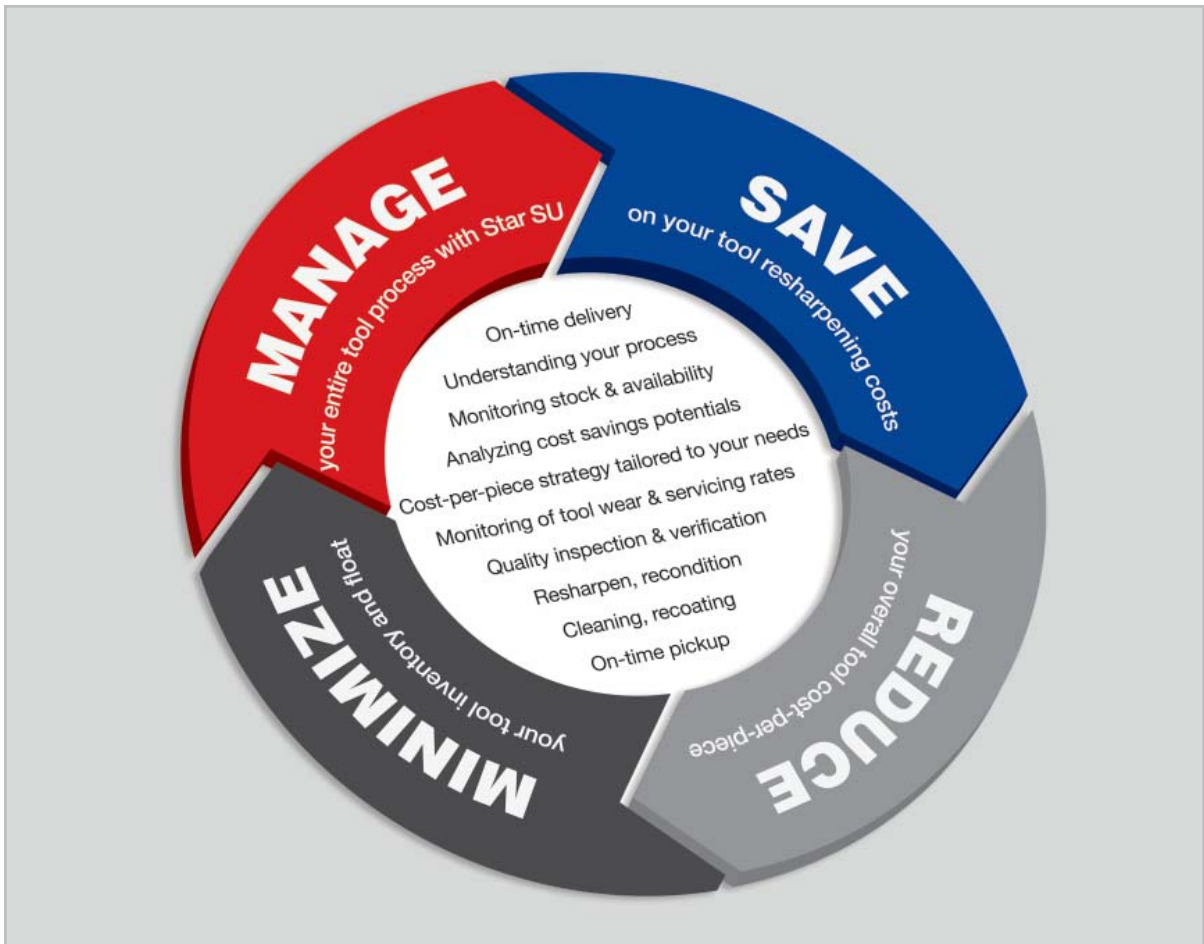 MANAGE
your entire tool process with Star SU
SAVE
on your tool resharpening costs
REDUCE
your overall tool cost-per-piece
MINIMIZE
your tool inventory and float
On-time delivery
Understanding your process
Monitoring stock & availability
Analyzing cost savings potentials
Cost-per-piece strategy tailored to your needs
Monitoring of tool wear & servicing rates
Quality inspection & verification
Resharpen, recondition
Cleaning, recoating
On-time pickup